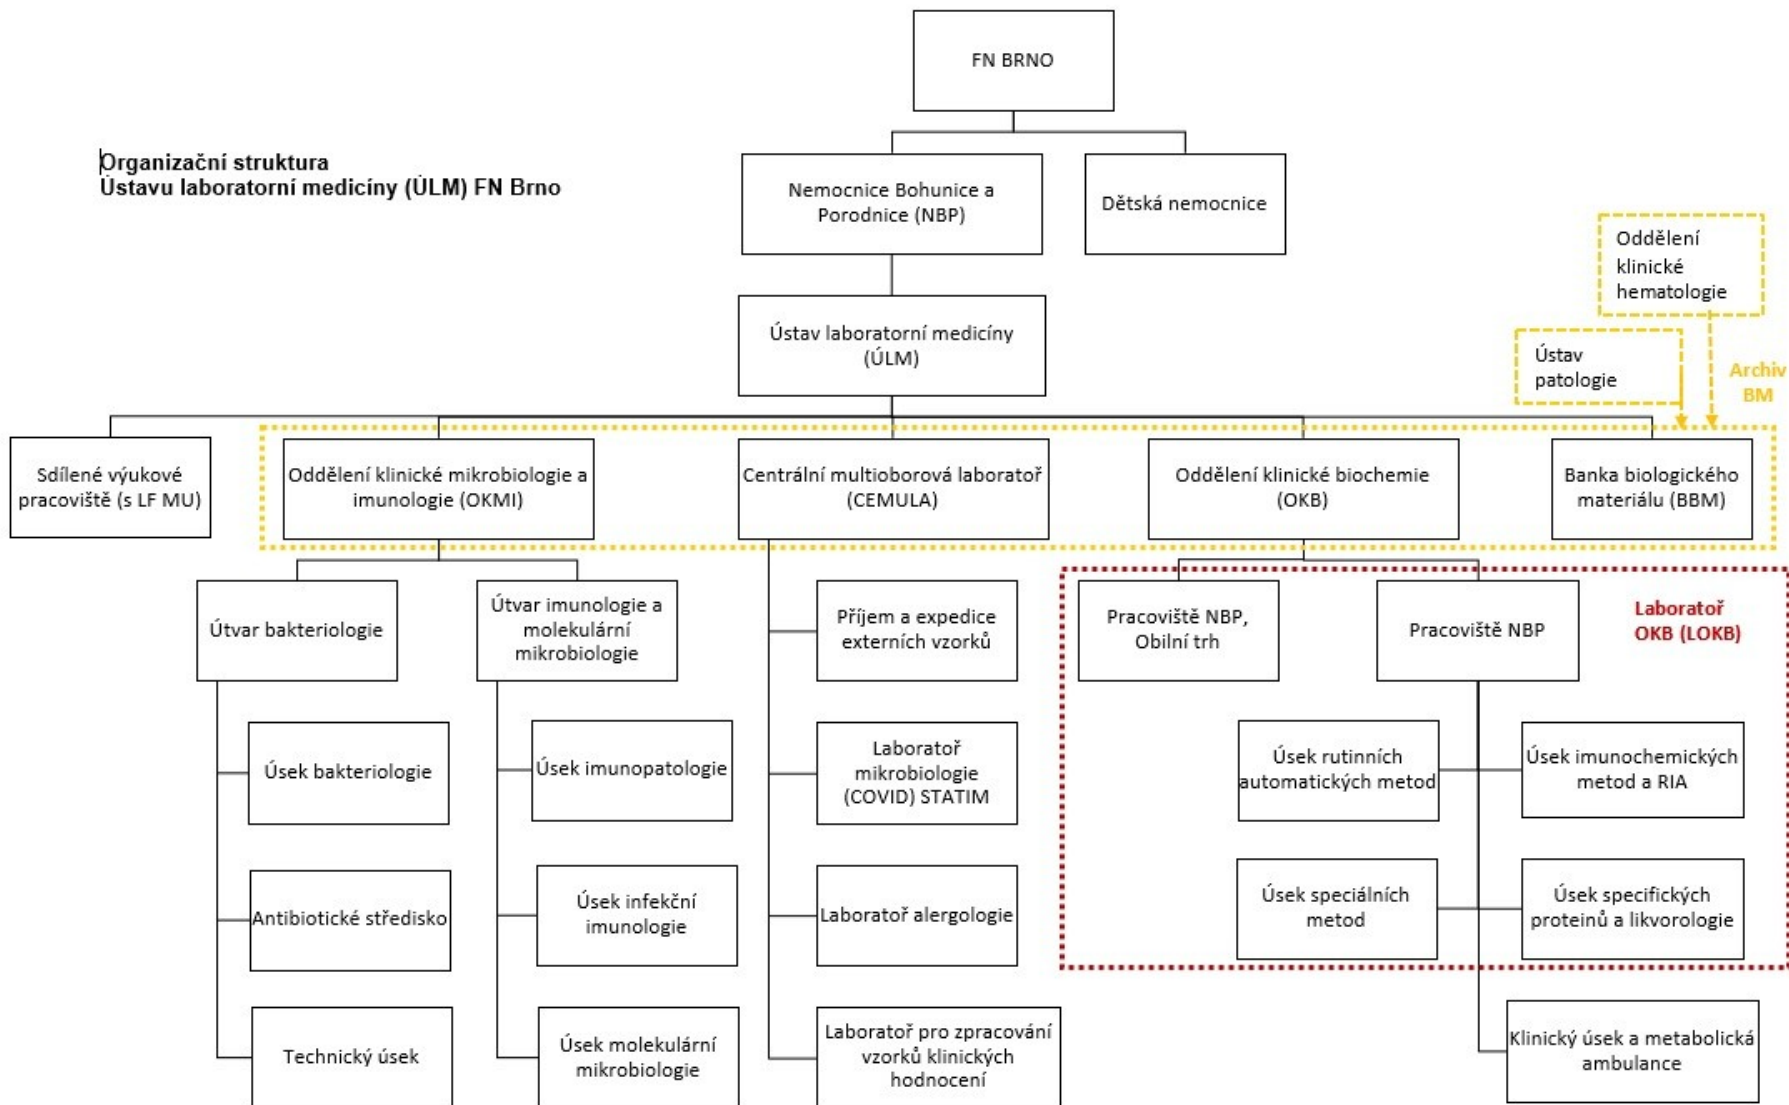 FN BRNO
Organizační struktura
Ústavu laboratorní medicíny (ÚLM) FN Brno
Nemocnice Bohunice a
Porodnice (NBP)
Dětská nemocnice
Oddělení
klinické
hematologie
Ústav laboratorní medicíny
(ÚLM)
Ústav
patologie
Archiv
BM
Sdílené výukové
pracoviště (s LF MU)
Oddělení klinické mikrobiologie a
imunologie (OKMI)
Centrální multioborová laboratoř
(CEMULA)
Oddělení klinické biochemie
(OKB)
Banka biologického
materiálu (BBM)
Útvar bakteriologie
Útvar imunologie a
molekulární
mikrobiologie
Příjem a expedice
externích vzorků
Pracoviště NBP,
Obilní trh
Pracoviště NBP
Laboratoř
OKB (LOKB)
Úsek bakteriologie
Úsek imunopatologie
Laboratoř
mikrobiologie
(COVID) STATIM
Úsek rutinních
automatických metod
Úsek imunochemických
metod a RIA
Antibiotické středisko
Úsek infekční
imunologie
Laboratoř alergologie
Úsek speciálních
metod
Úsek specifických
proteinů a likvorologie
Technický úsek
Úsek molekulární
mikrobiologie
Laboratoř pro zpracování
vzorků klinických
hodnocení
Klinický úsek a metabolická
ambulance